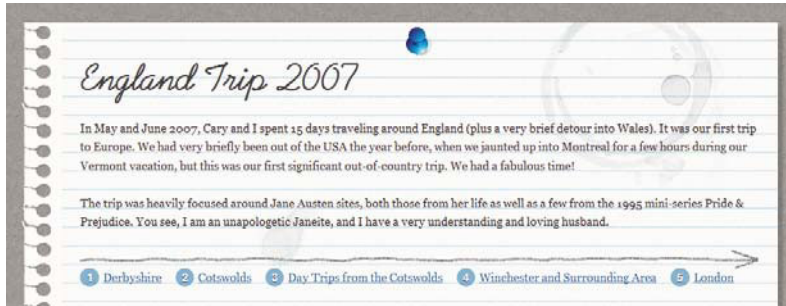 England Trip 2007
In May and June 2007, Cary and I spent 15 days traveling around England (plus a very brief detour into Wales). It was our first trip
to Europe. We had very briefly been out of the USA the year before, when we jaunted up into Montreal for a few hours during our
Vermont vacation, but this was our first significant out-of-country trip. We had a fabulous time!
The trip was heavily focused around Jane Austen sites, both those from her life as well as a few from the 1995 mini-series Pride &
Prejudice. You see, I am an unapologetic Janeite, and I have a very understanding and loving husband.
1 Derbyshire 2 Cotswolds 3 Day Trips from the Cotswolds 4 Winchester and Surrounding Area 5 London